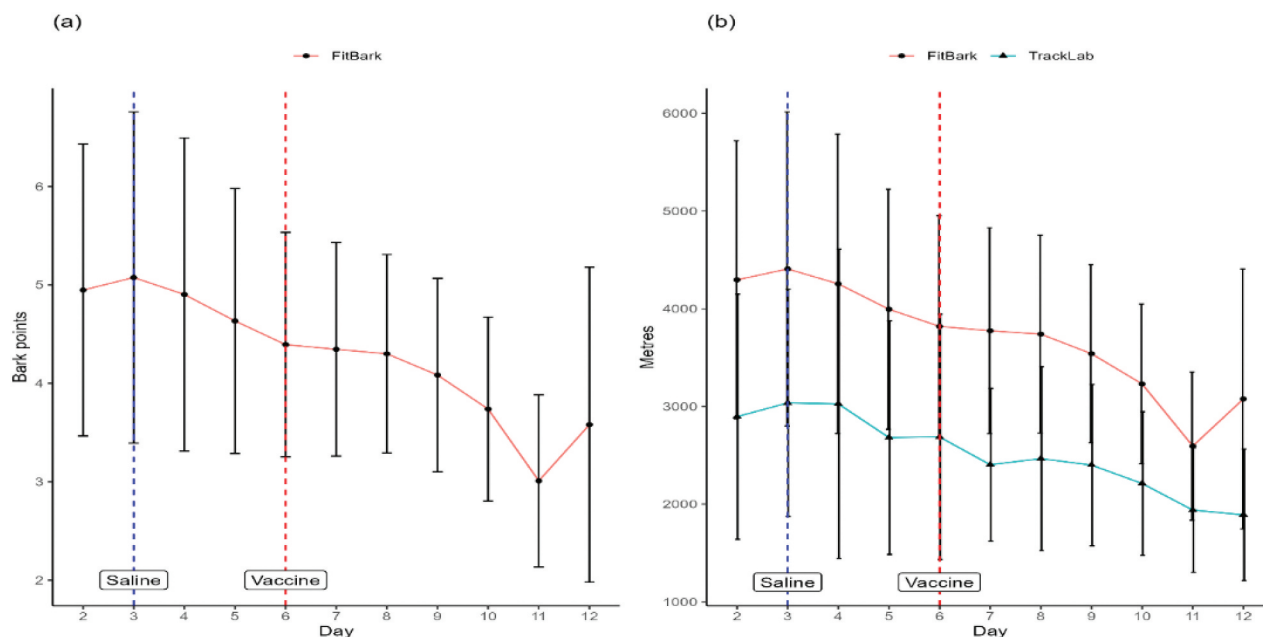 (a)
FitBark
Bark points
6
5
4
3
2
Saline
Vaccine
2 3 4 5 6 7 8 9 10 11 12
Day
(b)
FitBark TrackLab
Metres
6000
5000
4000
3000
2000
1000
Saline
Vaccine
2 3 4 5 6 7 8 9 10 11 12
Day